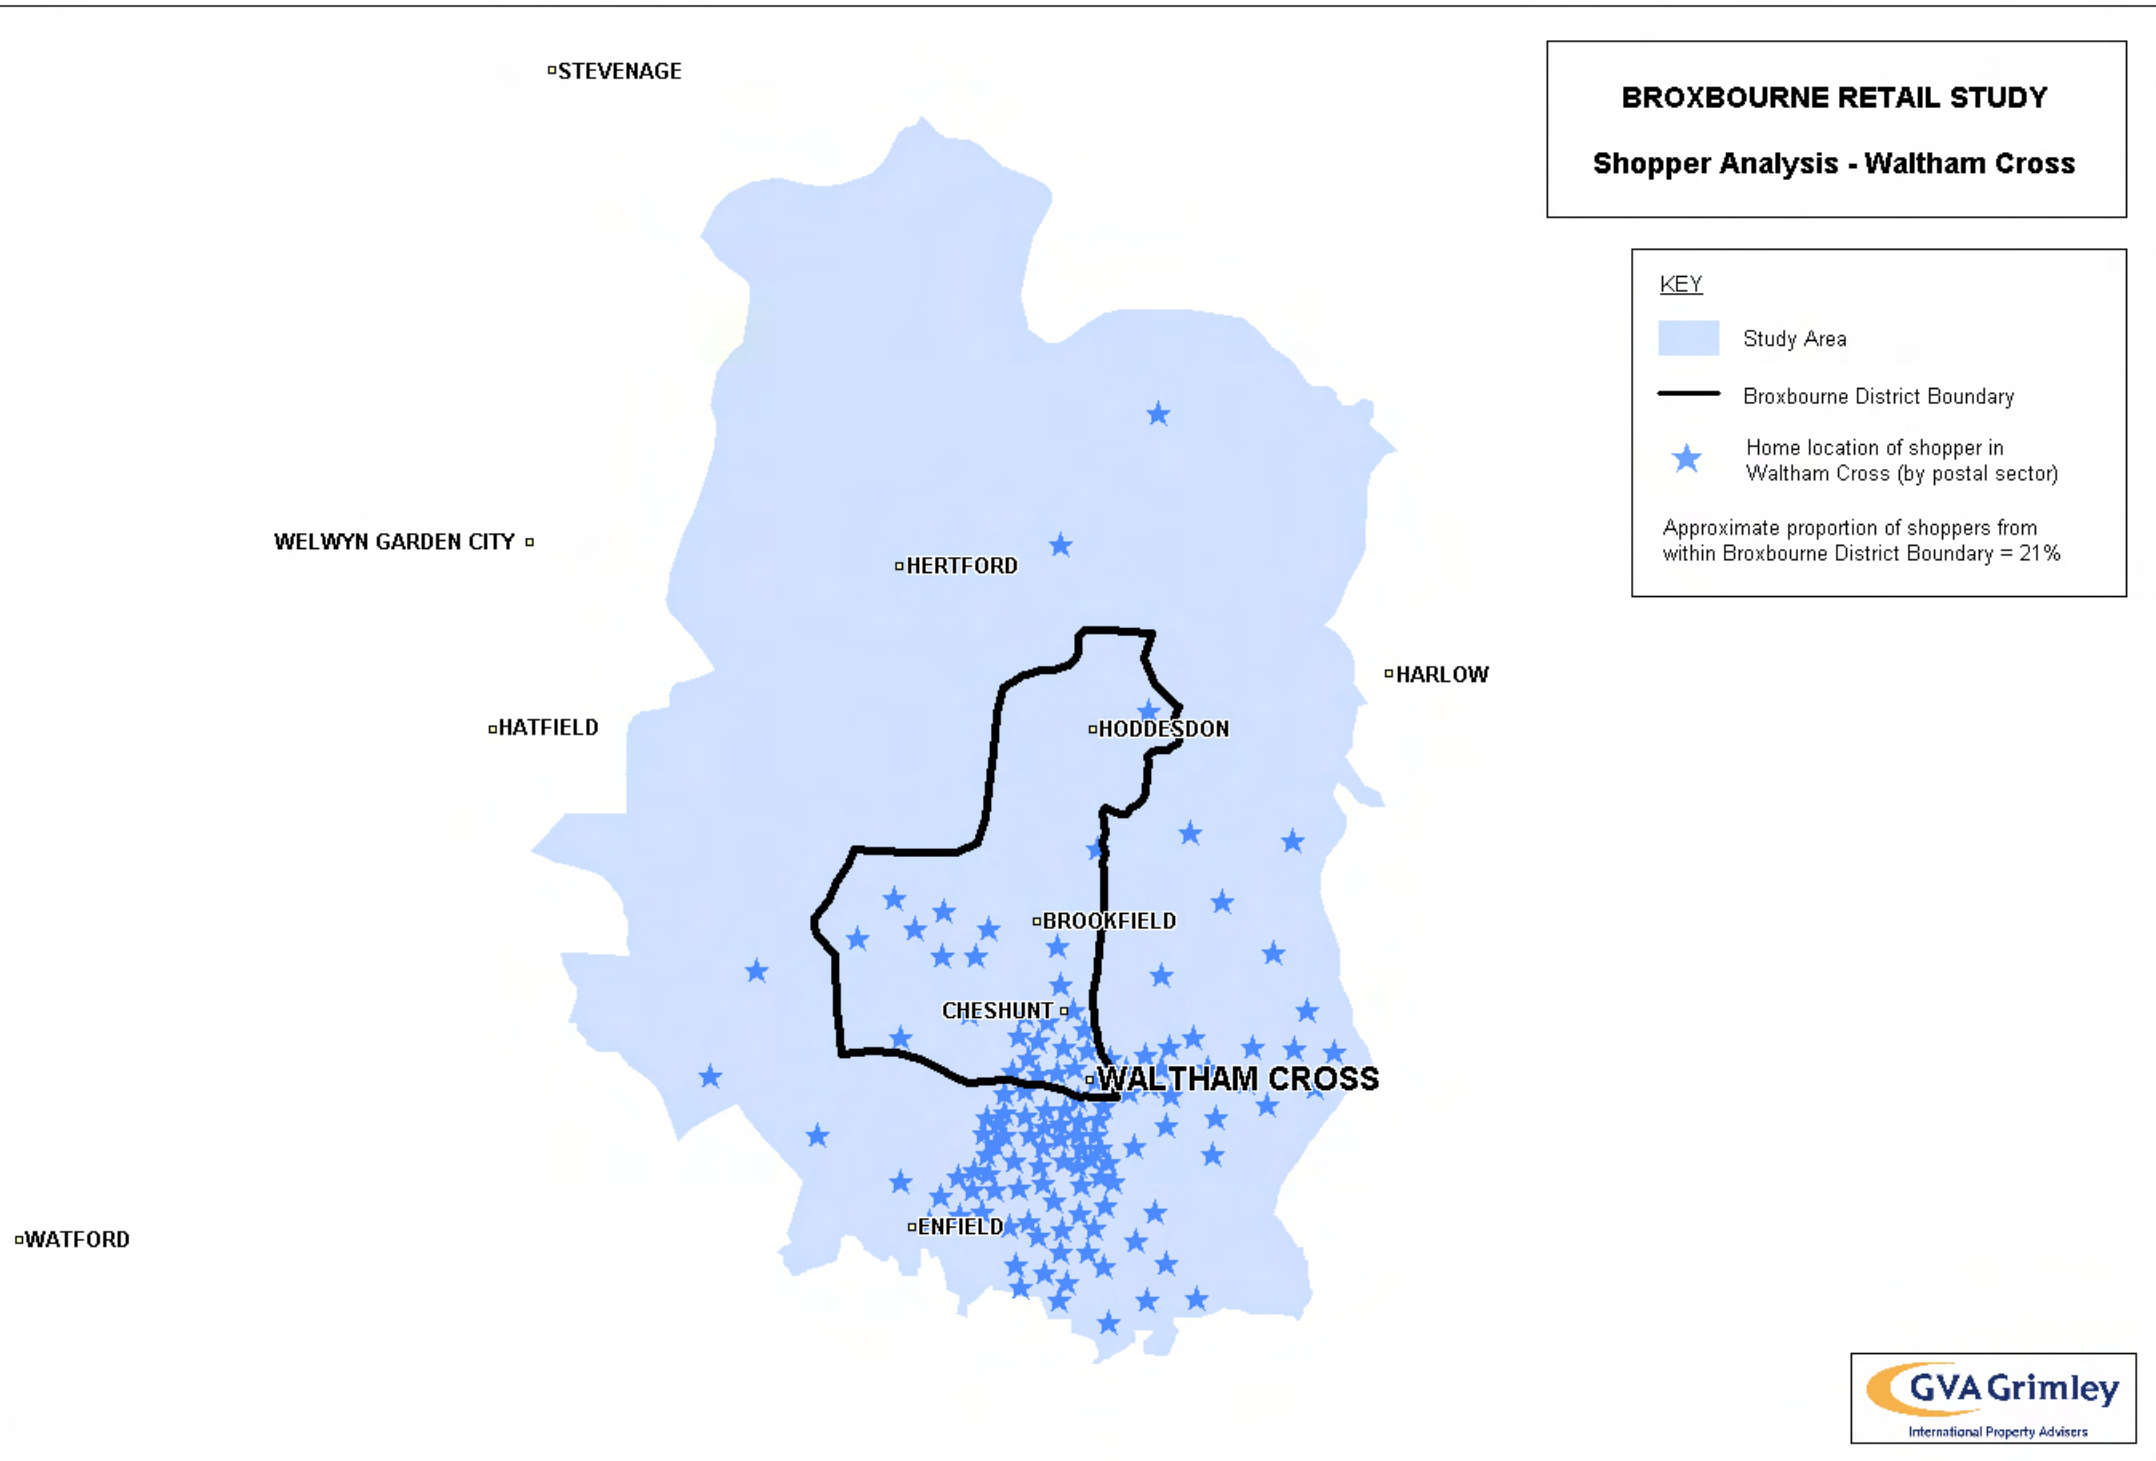 STEVENAGE
BROXBOURNE RETAIL STUDY
Shopper Analysis - Waltham Cross
KEY
Study Area
Broxbourne District Boundary
Home location of shopper in
Waltham Cross (by postal sector)
Approximate proportion of shoppers from
within Broxbourne District Boundary = 21%
WELWYN GARDEN CITY
HERTFORD
HARLOW
HATFIELD
HODDESDON
BROOKFIELD
CHESHUNT
WALTHAM CROSS
ENFIELD
WATFORD
GVA Grimley
International Property Advisers